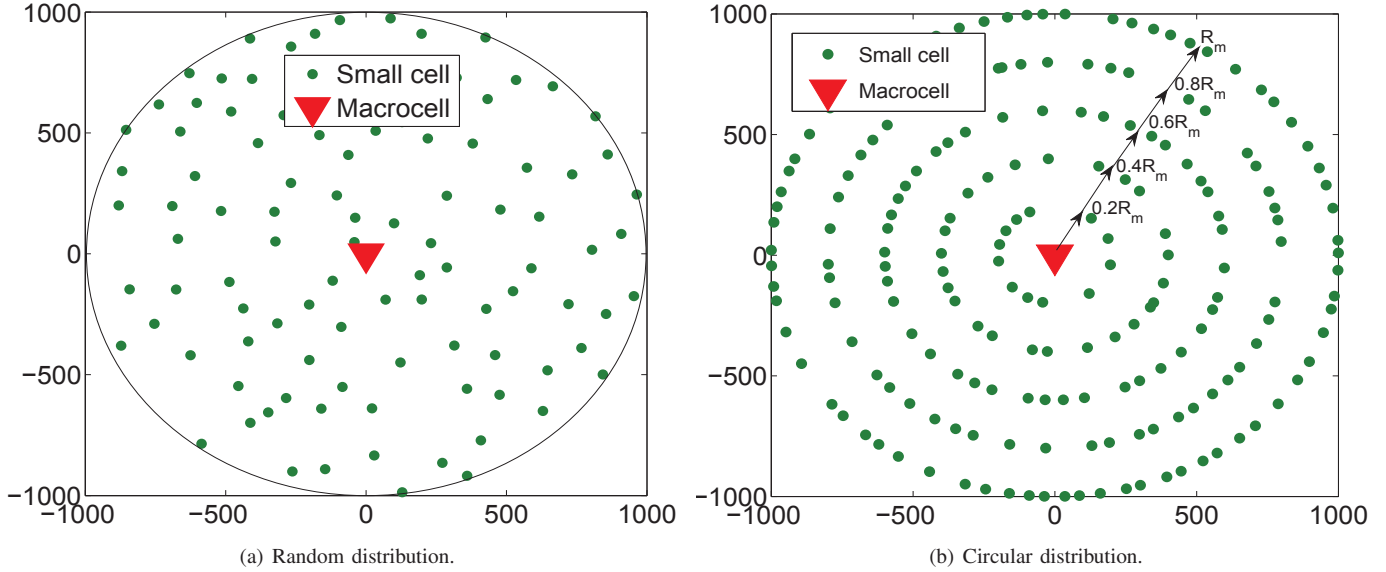 1000
500
0
−500
−1000
−1000
−500
0
500
1000
Small cell
Macrocell
(a) Random distribution.
1000
500
0
−500
−1000
−1000
−500
0
500
1000
Small cell
Macrocell
R_m
0.8R_m
0.6R_m
0.4R_m
0.2R_m
(b) Circular distribution.